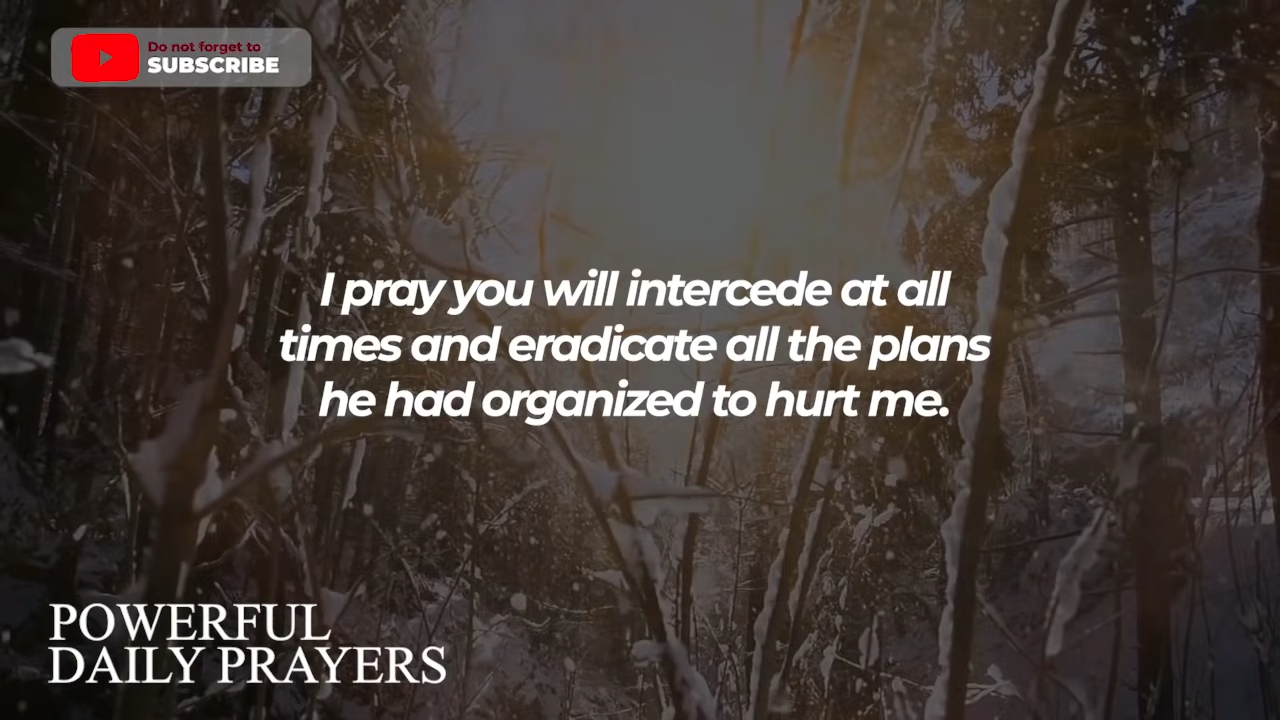 Do not forget to
SUBSCRIBE
I pray you will intercede at all
times and eradicate all the plans
he had organized to hurt me.
POWERFUL
DAILY PRAYERS